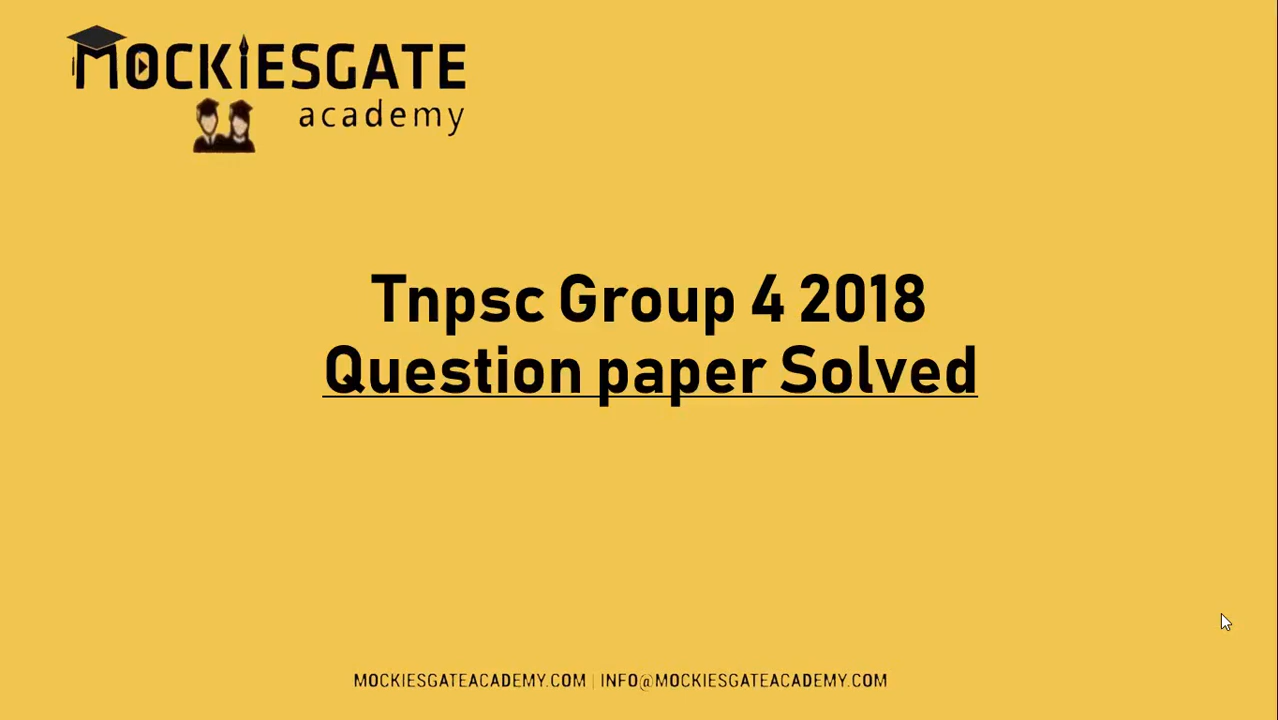 MOCKIESGATE
academy
Tnpsc Group 4 2018
Question paper Solved
MOCKIESGATEACADEMY.COM | INFO@MOCKIESGATEACADEMY.COM